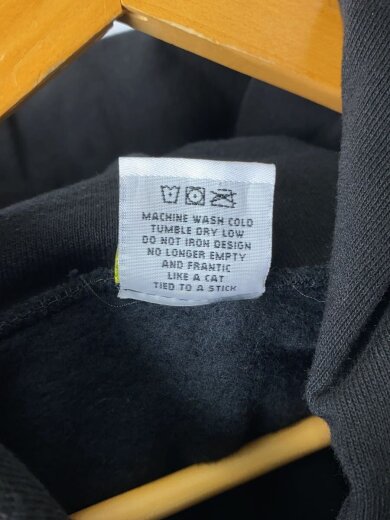 MACHINE WASH COLD
TUMBLE DRY LOW
DO NOT IRON DESIGN
NO LONGER EMPTY
AND FRANTIC
LIKE A CAT
TIED TO A STICK